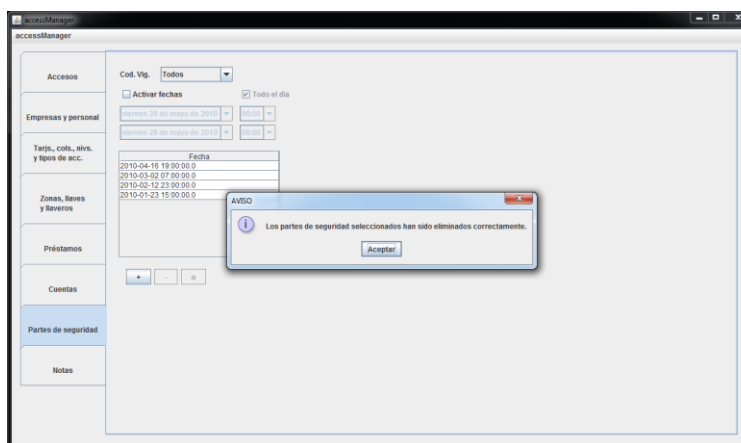 accessManager
accessManager
Accesos
Empresas y personal
Tarjs., cols., nivs.
y tipos de acc.
Zonas, llaves
y llaveros
Préstamos
Cuentas
Partes de seguridad
Notas
Cod. Vig. Todos
Activar fechas Todo el día
viernes 28 de mayo de 2010 00:00
viernes 28 de mayo de 2010 00:00
Fecha
2010-04-16 19:00:00.0
2010-03-02 07:00:00.0
2010-02-12 23:00:00.0
2010-01-23 15:00:00.0
+ -
AVISO
Los partes de seguridad seleccionados han sido eliminados correctamente.
Aceptar